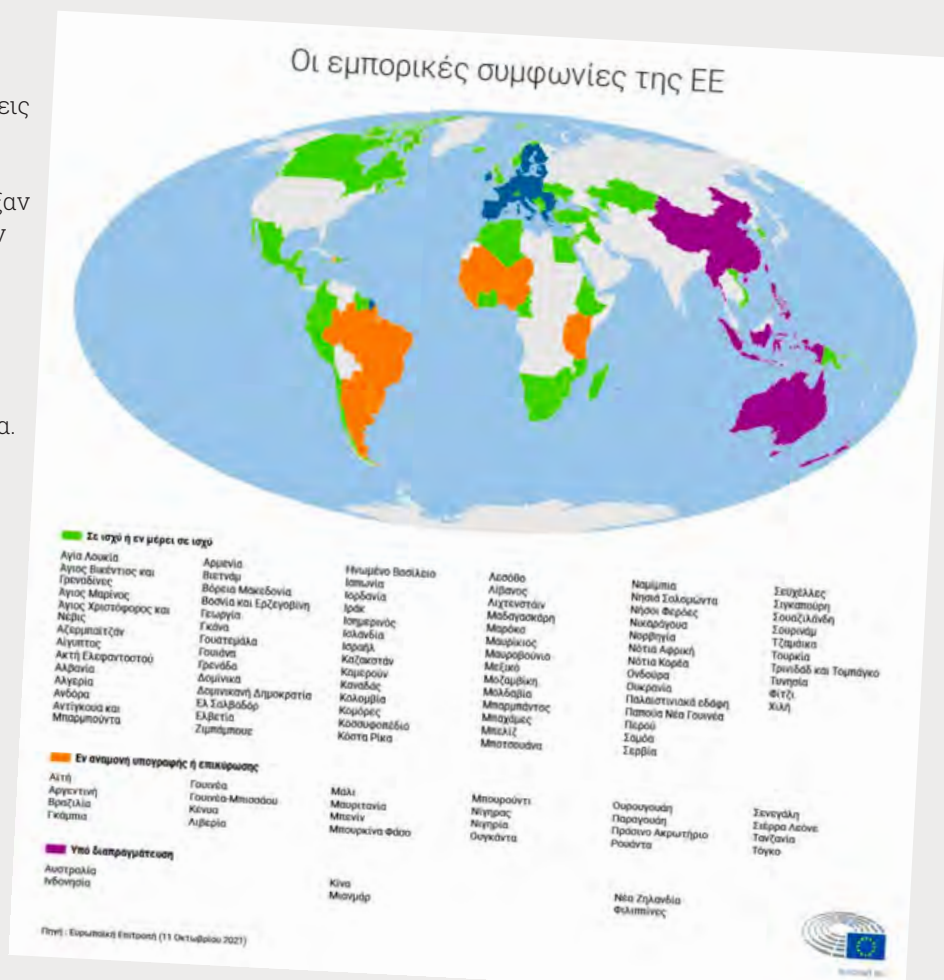 εις
ξαν
ν
α.
Οι εμπορικές συμφωνίες της ΕΕ
Σε ισχύ ή εν μέρει σε ισχύ
Αγία Λουκία
Άγιος Βικέντιος και
Γρεναδίνες
Άγιος Μαρίνος
Άγιος Χριστόφορος και
Νέβις
Αζερμπαϊτζάν
Αίγυπτος
Ακτή Ελεφαντοστού
Αλβανία
Αλγερία
Ανδόρα
Αντίγκουα και
Μπαρμπούντα
Αρμενία
Βιετνάμ
Βόρεια Μακεδονία
Βοσνία και Ερζεγοβίνη
Γεωργία
Γκάνα
Γουατεμάλα
Γουιάνα
Γρενάδα
Δομίνικα
Δομινικανή Δημοκρατία
Ελ Σαλβαδόρ
Ελβετία
Ζιμπάμπουε
Ηνωμένο Βασίλειο
Ιαπωνία
Ιορδανία
Ιράκ
Ισημερινός
Ισλανδία
Ισραήλ
Καζακστάν
Καμερούν
Καναδάς
Κολομβία
Κομόρες
Κοσσυφοπέδιο
Κόστα Ρίκα
Λεσόθο
Λίβανος
Λιχτενστάιν
Μαδαγασκάρη
Μαρόκο
Μαυρίκιος
Μαυροβούνιο
Μεξικό
Μοζαμβίκη
Μολδαβία
Μπαρμπάντος
Μπαχάμες
Μπελίζ
Μποτσουάνα
Ναμίμπια
Νησιά Σολομώντα
Νήσοι Φερόες
Νικαράγουα
Νορβηγία
Νότια Αφρική
Νότια Κορέα
Ονδούρα
Ουκρανία
Παλαιστινιακά εδάφη
Παπούα Νέα Γουινέα
Περού
Σαμόα
Σερβία
Σεϋχέλλες
Σιγκαπούρη
Σουαζιλάνδη
Σουρινάμ
Τζαμάικα
Τουρκία
Τρινιδάδ και Τομπάγκο
Τυνησία
Φίτζι
Χιλή
Εν αναμονή υπογραφής ή επικύρωσης
Αϊτή
Αργεντινή
Βραζιλία
Γκάμπια
Γουινέα
Γουινέα-Μπισσάου
Κένυα
Λιβερία
Μάλι
Μαυριτανία
Μπενίν
Μπουρκίνα Φάσο
Μπουρούντι
Νίγηρας
Νιγηρία
Ουγκάντα
Ουρουγουάη
Παραγουάη
Πράσινο Ακρωτήριο
Ρουάντα
Σενεγάλη
Σιέρρα Λεόνε
Τανζανία
Τόγκο
Υπό διαπραγμάτευση
Αυστραλία
Ινδονησία
Κίνα
Μιανμάρ
Νέα Ζηλανδία
Φιλιππίνες
Πηγή : Ευρωπαϊκή Επιτροπή (11 Οκτωβρίου 2021)